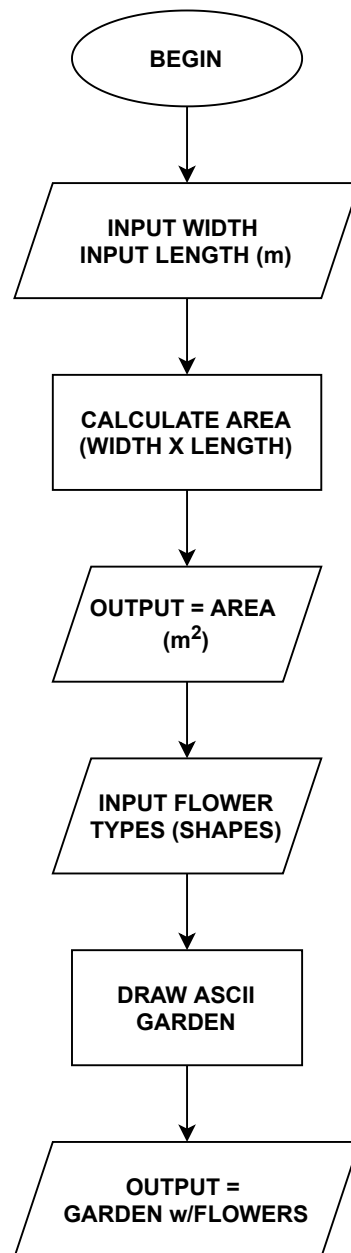 BEGIN
INPUT WIDTH
INPUT LENGTH (m)
CALCULATE AREA
(WIDTH X LENGTH)
OUTPUT = AREA
(m²)
INPUT FLOWER
TYPES (SHAPES)
DRAW ASCII
GARDEN
OUTPUT =
GARDEN w/FLOWERS